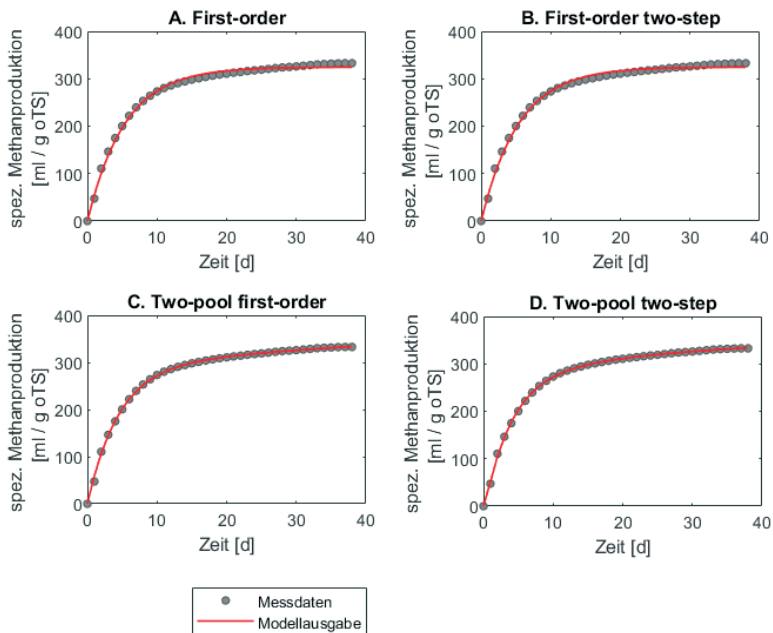 A. First-order
spez. Methanproduktion
[ml / g oTS]
400
300
200
100
0
0 10 20 30 40
Zeit [d]
B. First-order two-step
spez. Methanproduktion
[ml / g oTS]
400
300
200
100
0
0 10 20 30 40
Zeit [d]
C. Two-pool first-order
spez. Methanproduktion
[ml / g oTS]
400
300
200
100
0
0 10 20 30 40
Zeit [d]
D. Two-pool two-step
spez. Methanproduktion
[ml / g oTS]
400
300
200
100
0
0 10 20 30 40
Zeit [d]
Messdaten
Modellausgabe